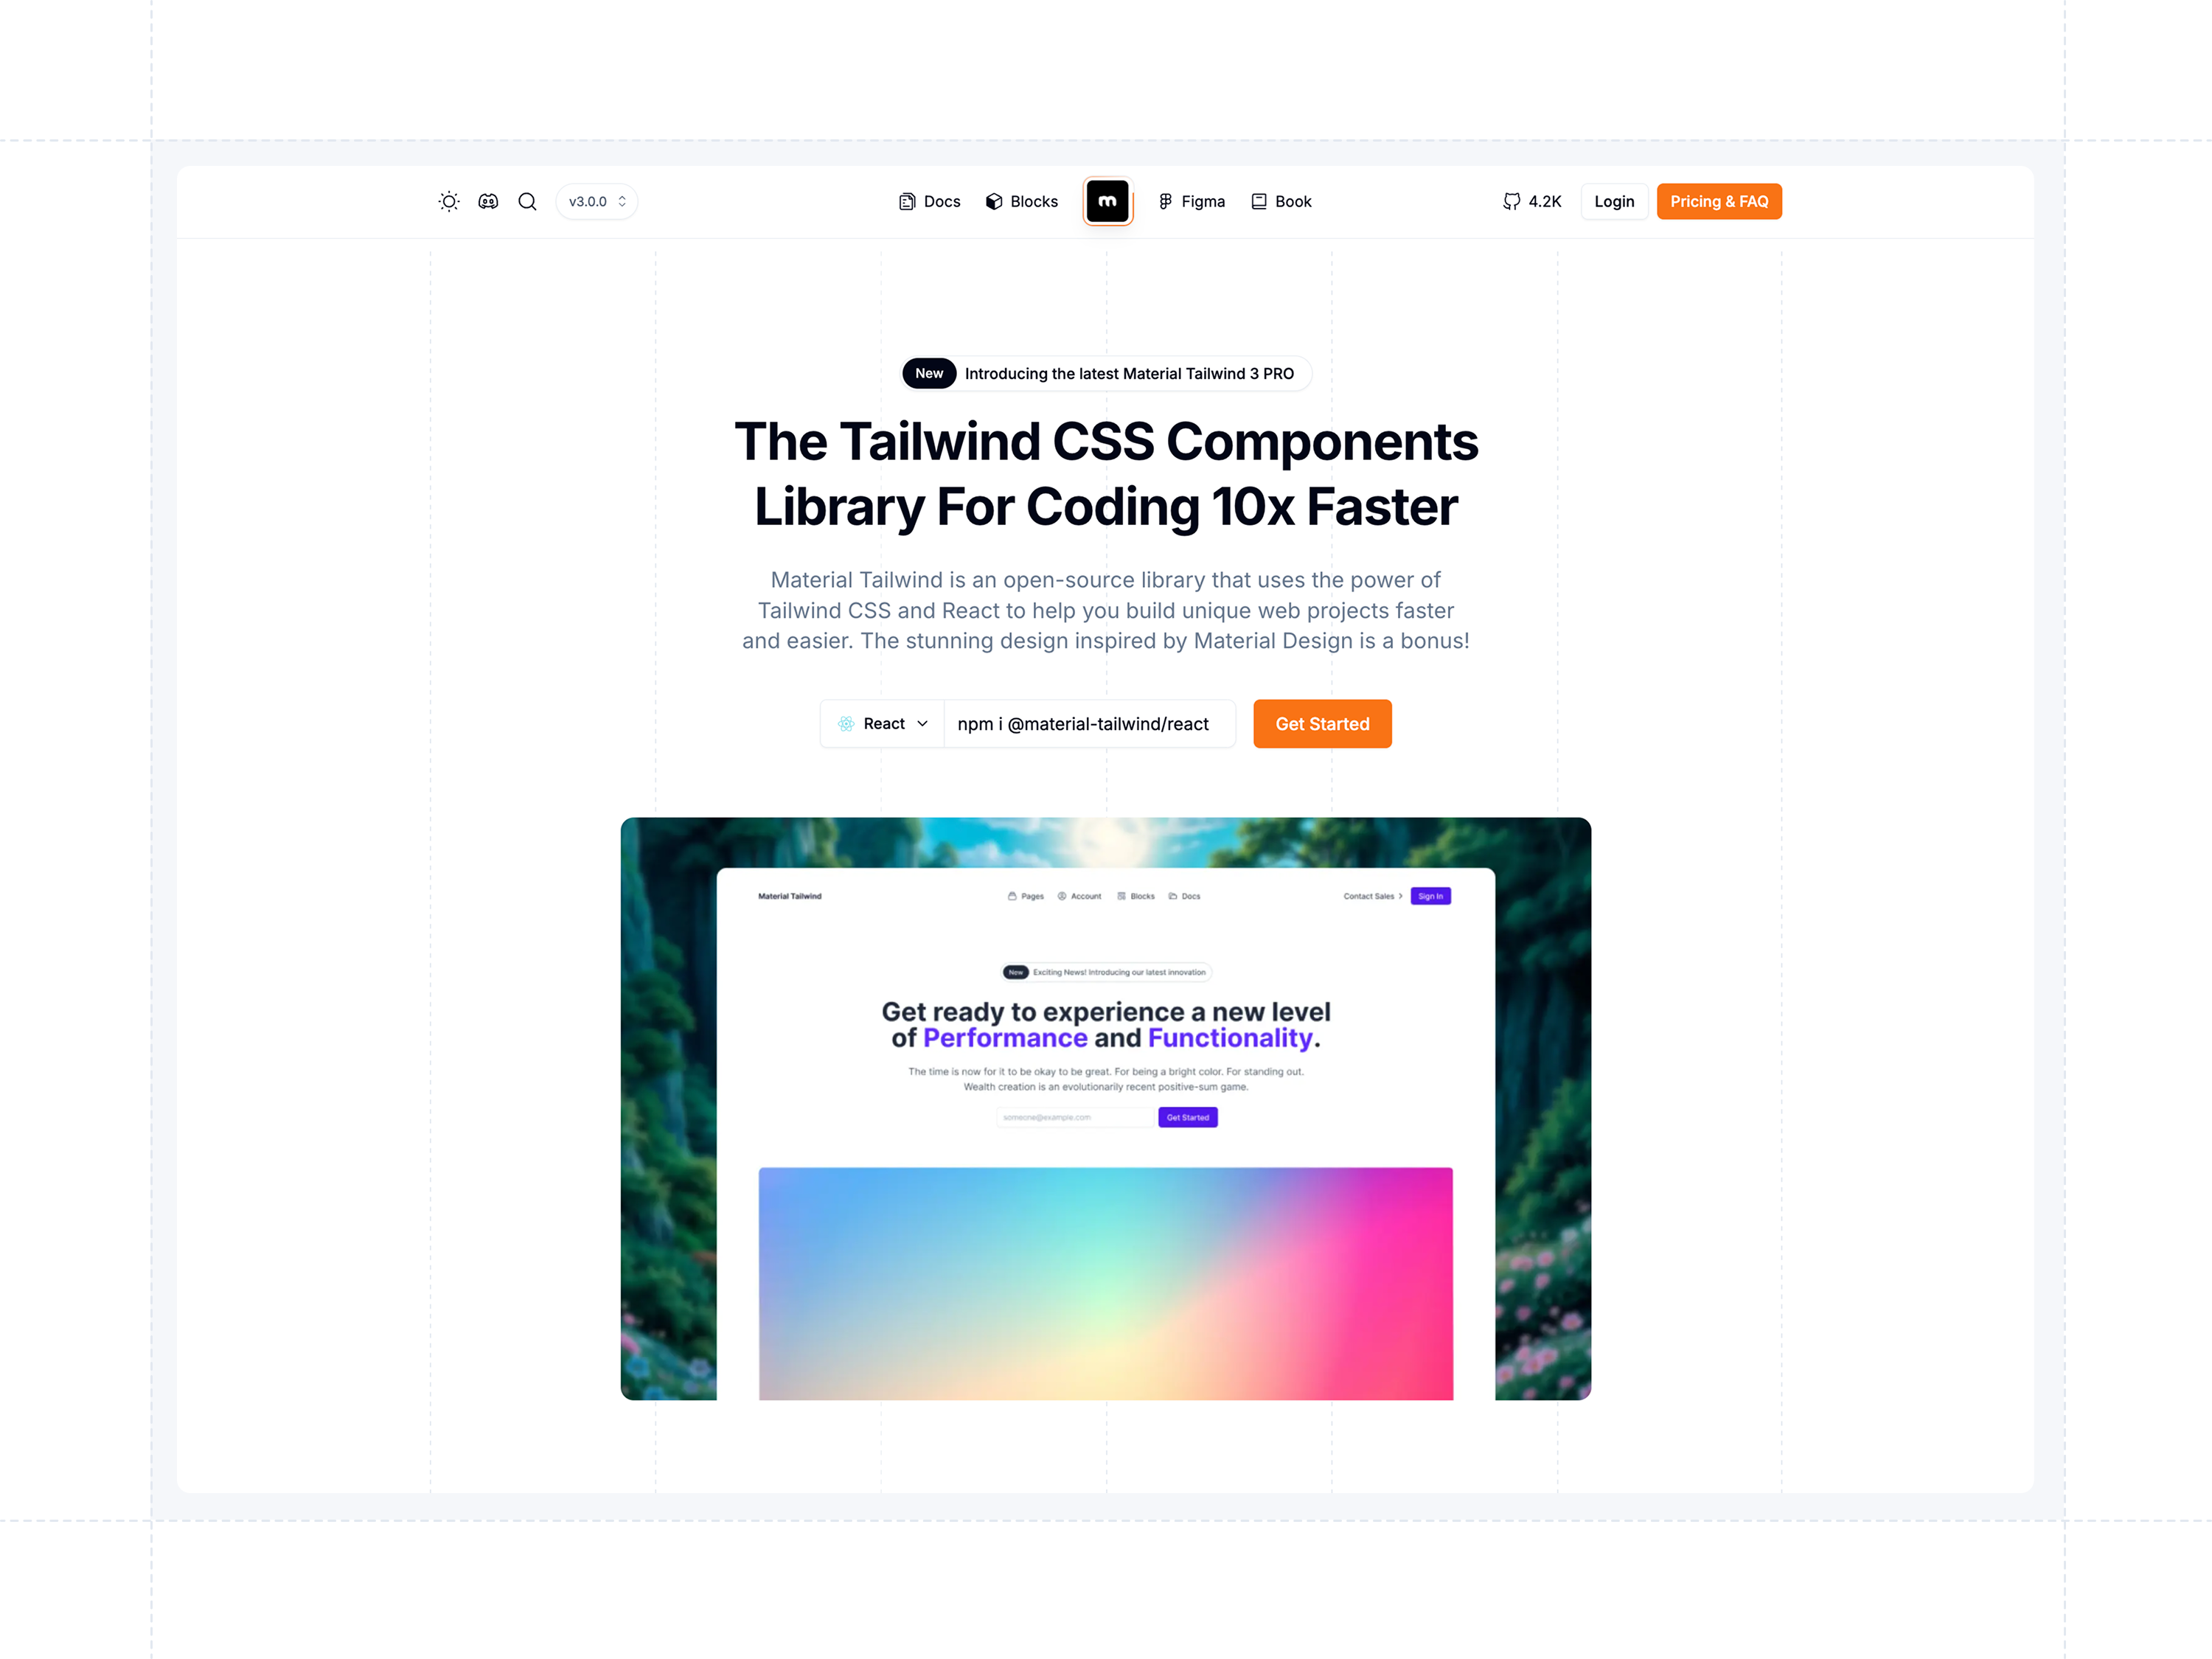 v3.0.0
Docs
Blocks
m
Figma
Book
4.2K
Login
Pricing & FAQ
New
Introducing the latest Material Tailwind 3 PRO
The Tailwind CSS Components
Library For Coding 10x Faster
Material Tailwind is an open-source library that uses the power of
Tailwind CSS and React to help you build unique web projects faster
and easier. The stunning design inspired by Material Design is a bonus!
React
npm i @material-tailwind/react
Get Started
Material Tailwind
Pages
Account
Blocks
Docs
Contact Sales
Sign In
New
Exciting News! Introducing our latest innovation
Get ready to experience a new level
of Performance and Functionality.
The time is now for it to be okay to be great. For being a bright color. For standing out.
Wealth creation is an evolutionarily recent positive-sum game.
someone@example.com
Get Started